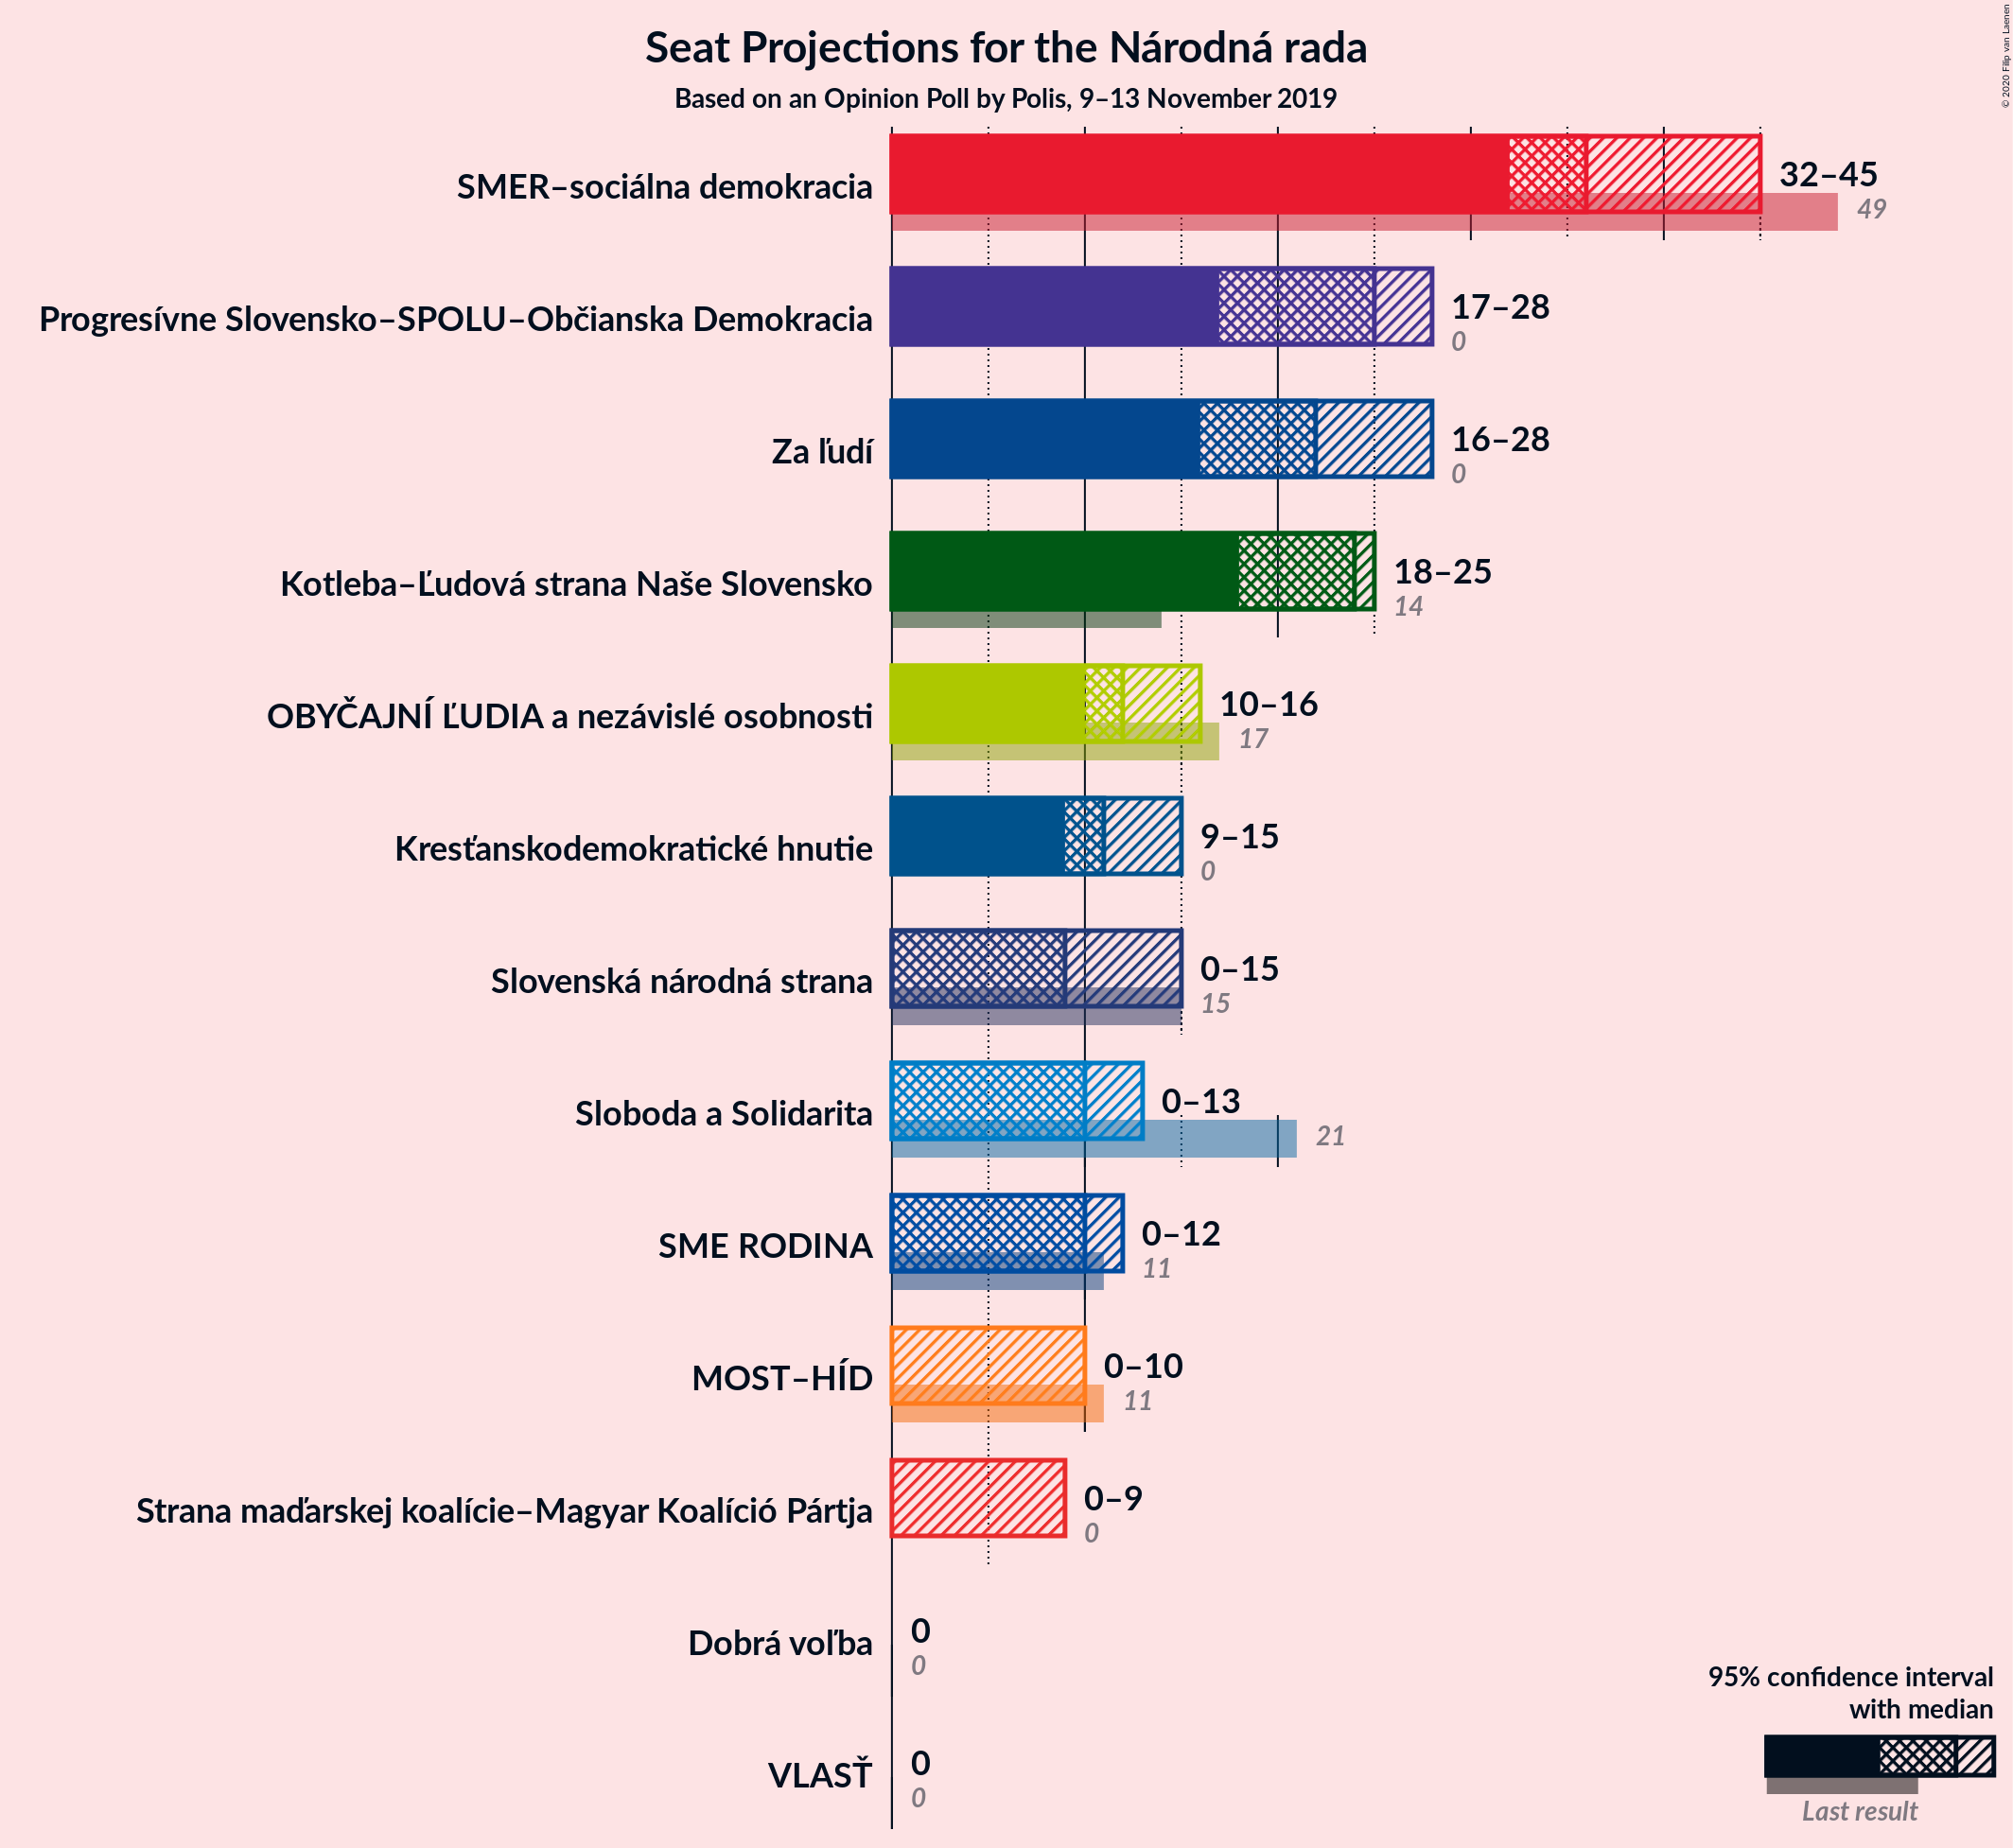 © 2020 Filip van Laenen
Seat Projections for the Národná rada
Based on an Opinion Poll by Polis, 9–13 November 2019
SMER–sociálna demokracia
32–45
49
Progresívne Slovensko–SPOLU–Občianska Demokracia
17–28
0
Za ľudí
16–28
0
Kotleba–Ľudová strana Naše Slovensko
18–25
14
OBYČAJNÍ ĽUDIA a nezávislé osobnosti
10–16
17
Kresťanskodemokratické hnutie
9–15
0
Slovenská národná strana
0–15
15
Sloboda a Solidarita
0–13
21
SME RODINA
0–12
11
MOST–HÍD
0–10
11
Strana maďarskej koalície–Magyar Koalíció Pártja
0–9
0
Dobrá voľba
0
0
VLASŤ
0
0
95% confidence interval
with median
Last result